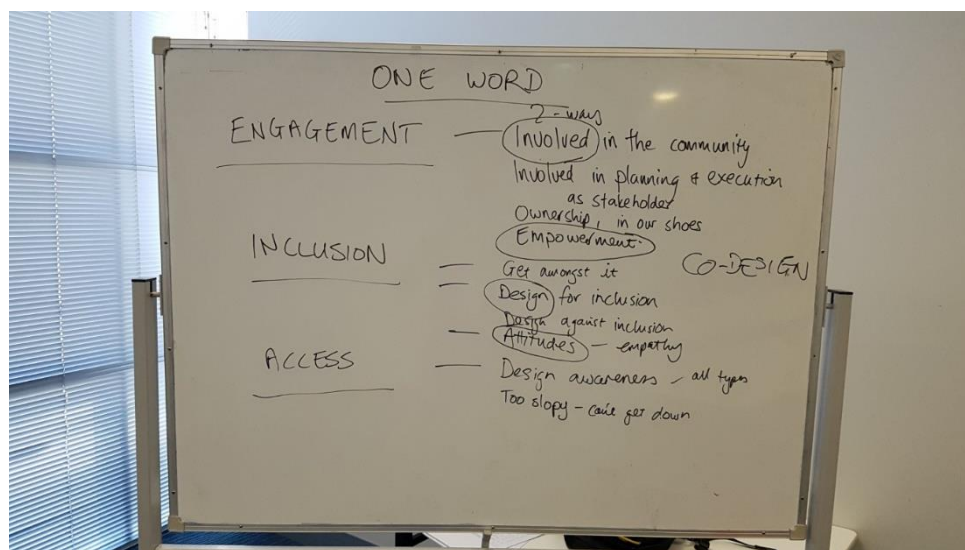 ONE WORD
2-ways
ENGAGEMENT — Involved in the community
Involved in planning & execution
as stakeholder
Ownership, in our shoes
Empowerment.
INCLUSION
CO-DESIGN
= Get amongst it
Design for inclusion
Design against inclusion
— Attitudes — empathy
ACCESS — Design awareness — all types
Too slopy – can't get down